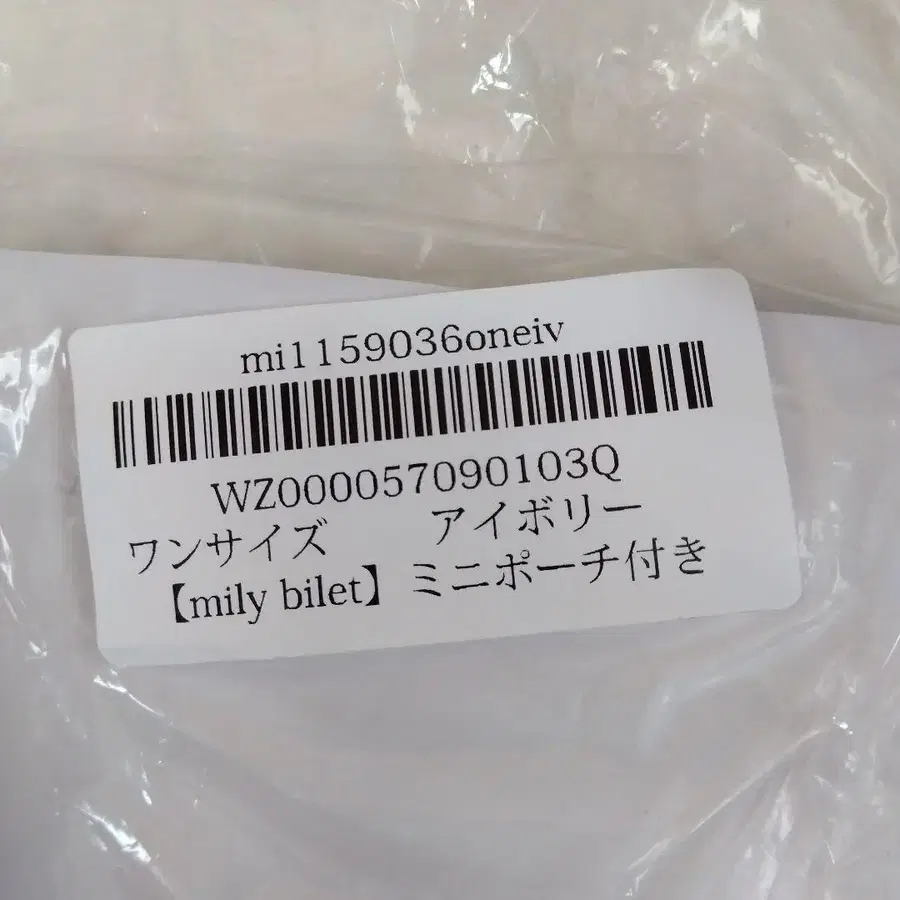 mi1159036oneiv
WZ000057090103Q
ワンサイズ アイボリー
【mily bilet】ミニポーチ付き